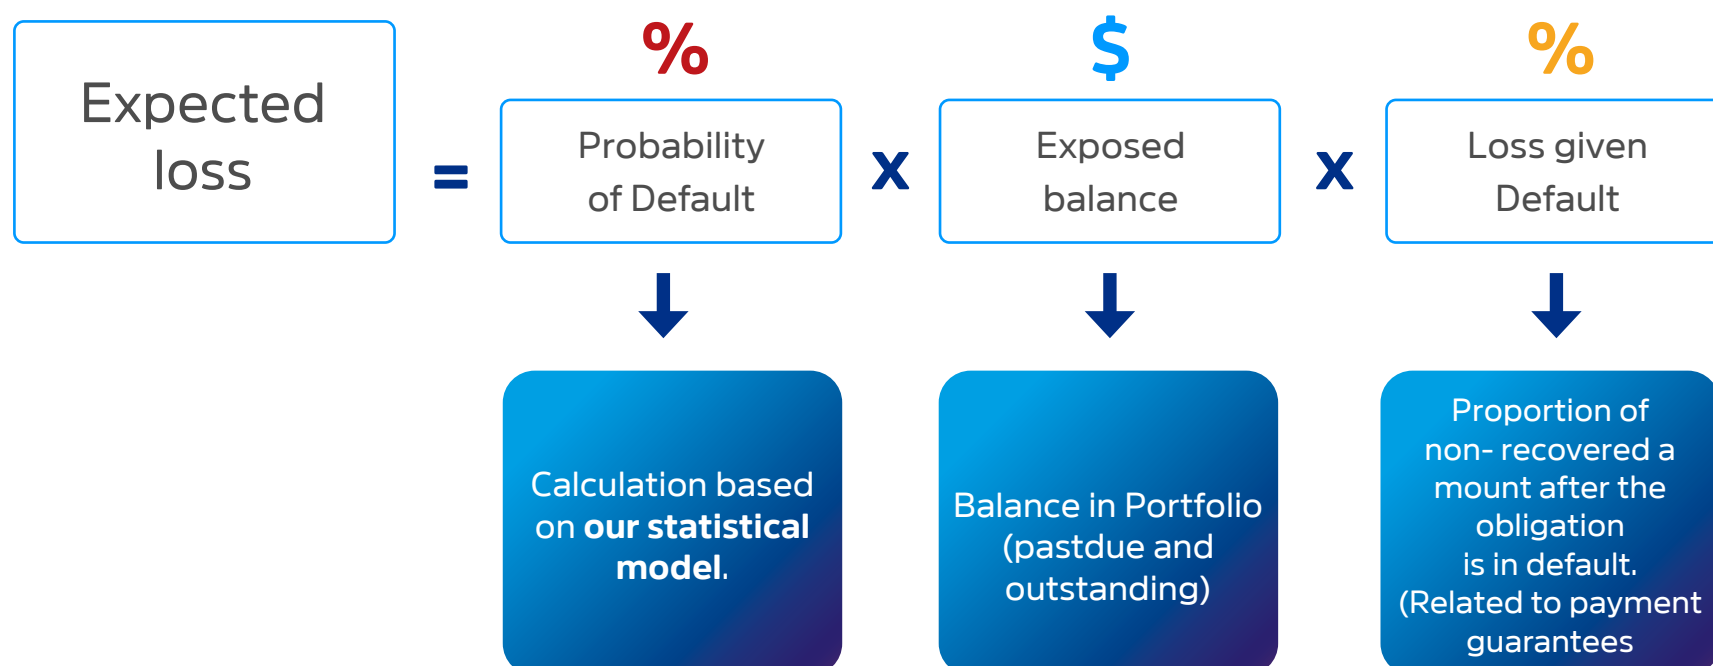 %
$
%
Expected
loss
=
Probability
of Default
x
Exposed
balance
x
Loss given
Default
Calculation based
on our statistical
model.
Balance in Portfolio
(pastdue and
outstanding)
Proportion of
non- recovered a
mount after the
obligation
is in default.
(Related to payment
guarantees